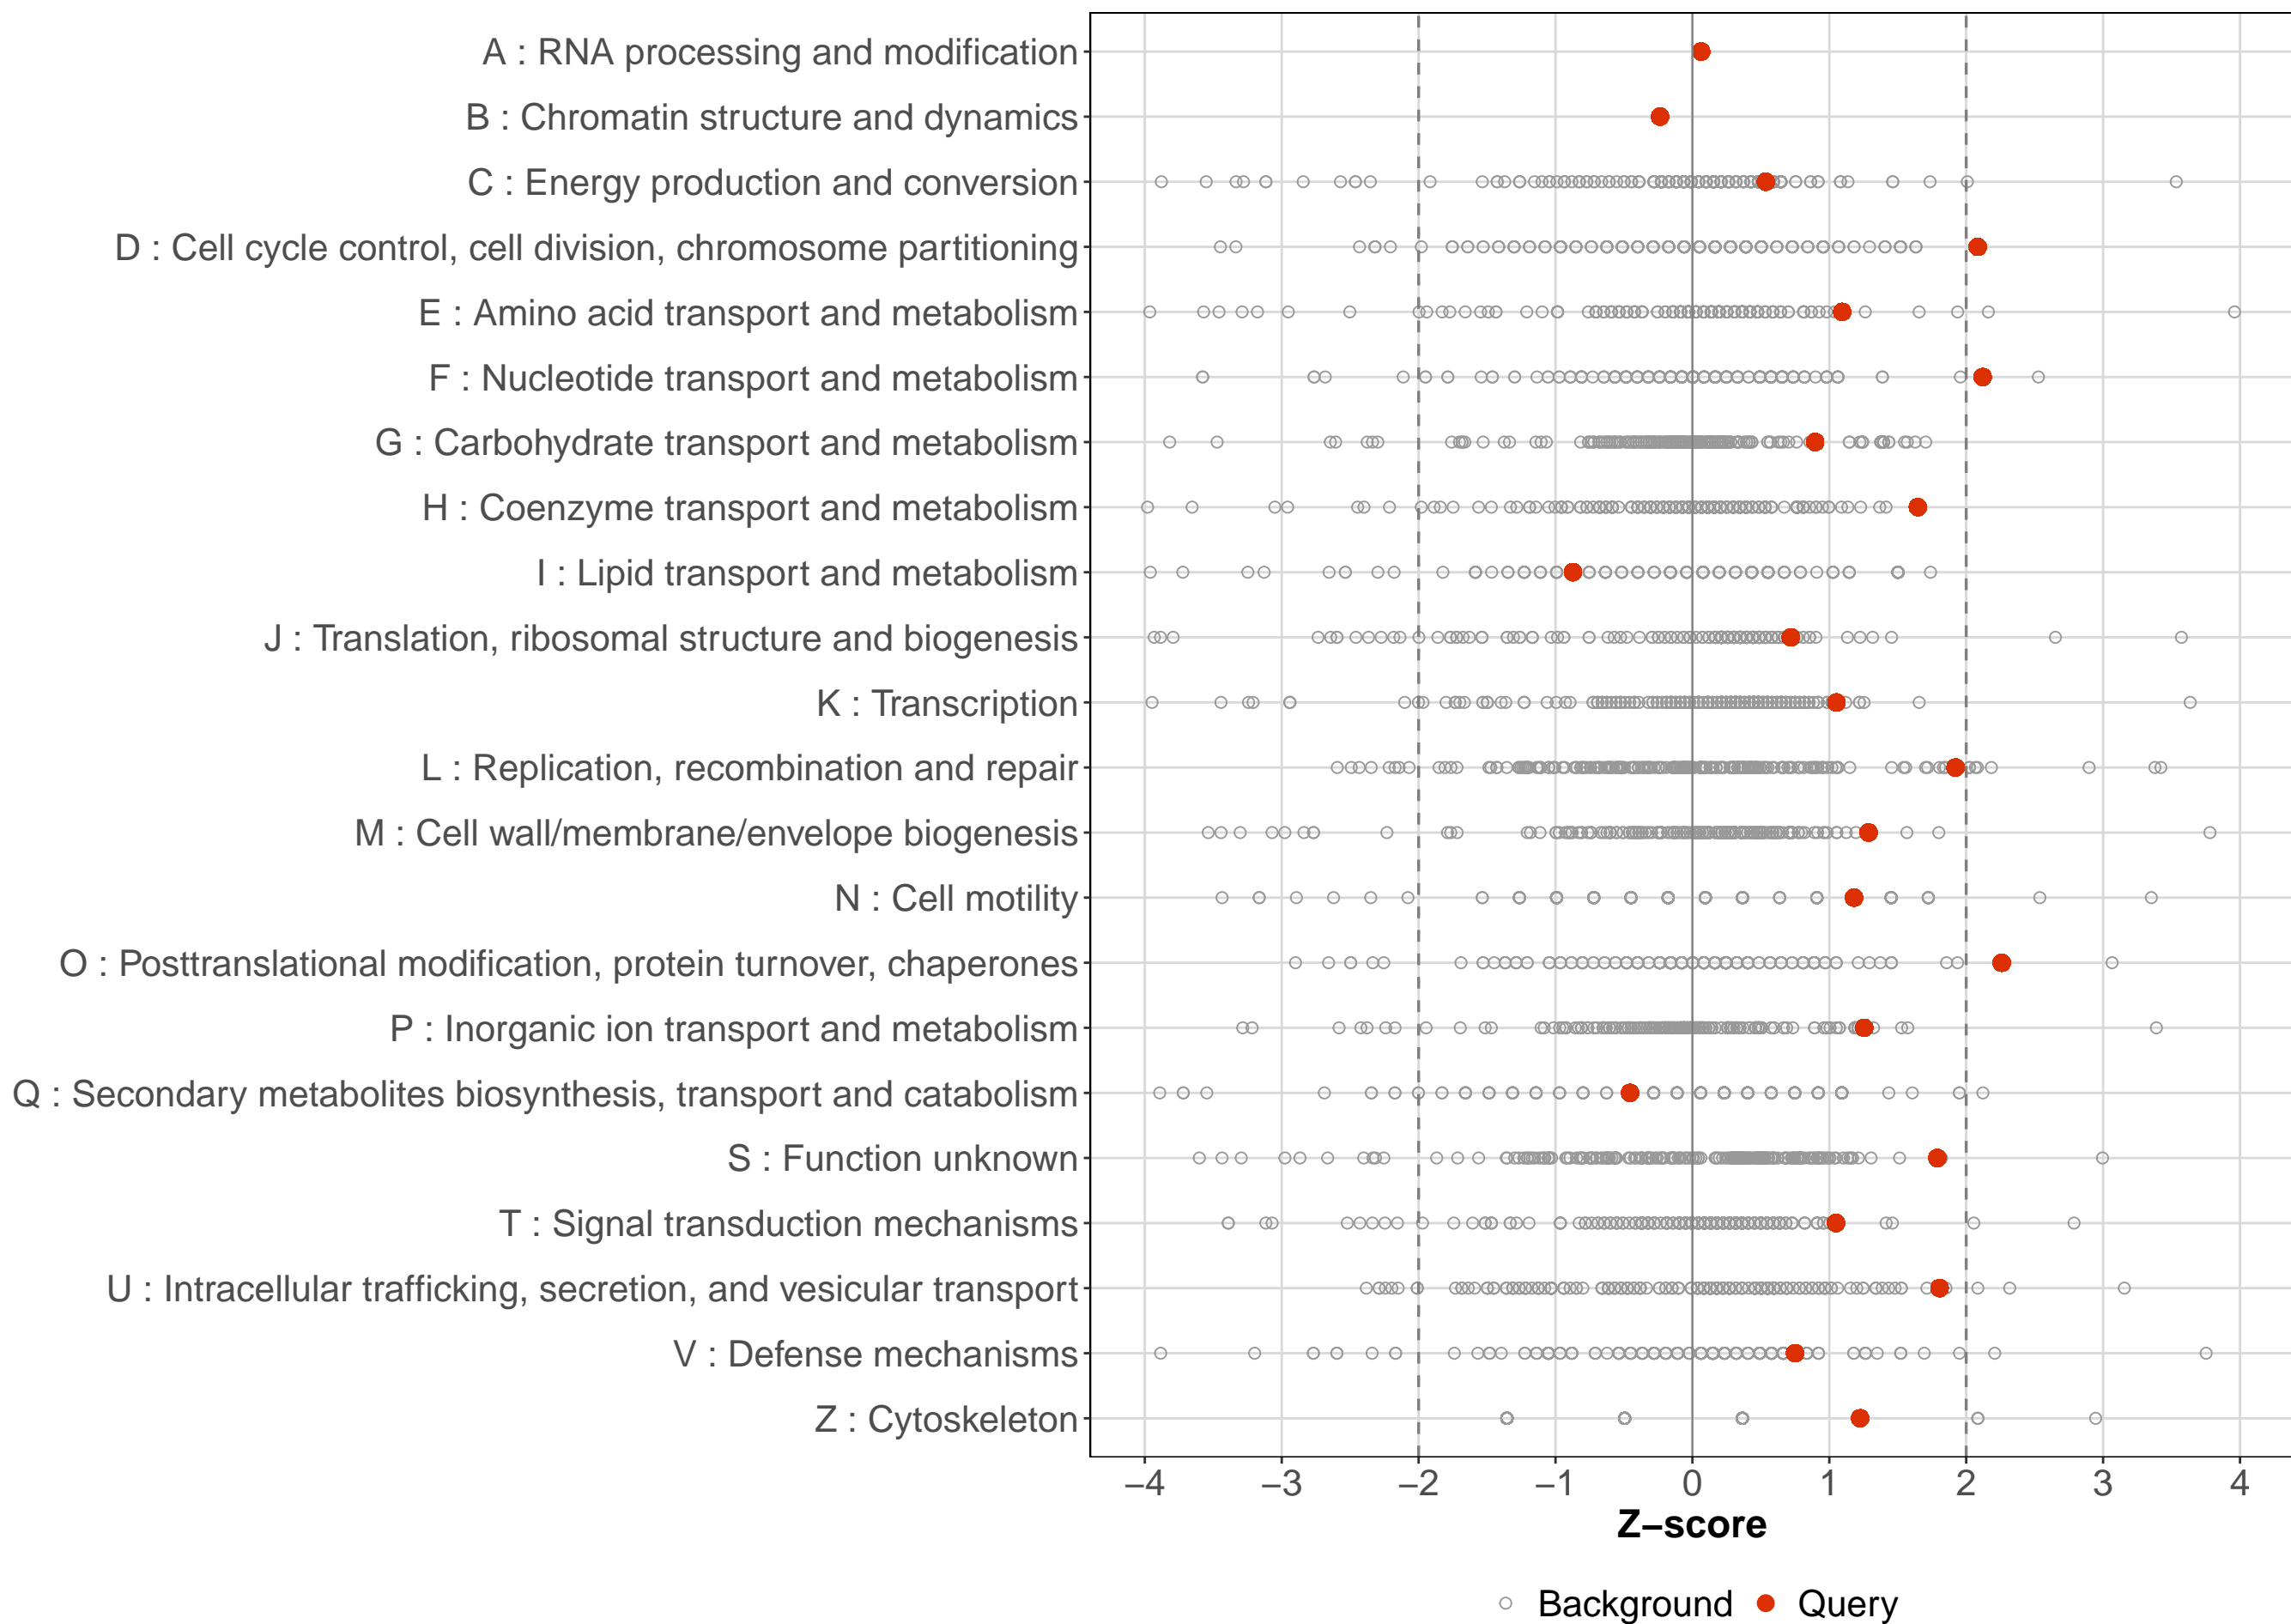 A : RNA processing and modification
B : Chromatin structure and dynamics
C : Energy production and conversion
D : Cell cycle control, cell division, chromosome partitioning
E : Amino acid transport and metabolism
F : Nucleotide transport and metabolism
G : Carbohydrate transport and metabolism
H : Coenzyme transport and metabolism
I : Lipid transport and metabolism
J : Translation, ribosomal structure and biogenesis
K : Transcription
L : Replication, recombination and repair
M : Cell wall/membrane/envelope biogenesis
N : Cell motility
O : Posttranslational modification, protein turnover, chaperones
P : Inorganic ion transport and metabolism
Q : Secondary metabolites biosynthesis, transport and catabolism
S : Function unknown
T : Signal transduction mechanisms
U : Intracellular trafficking, secretion, and vesicular transport
V : Defense mechanisms
Z : Cytoskeleton
−4 −3 −2 −1 0 1 2 3 4
Z−score
Background Query